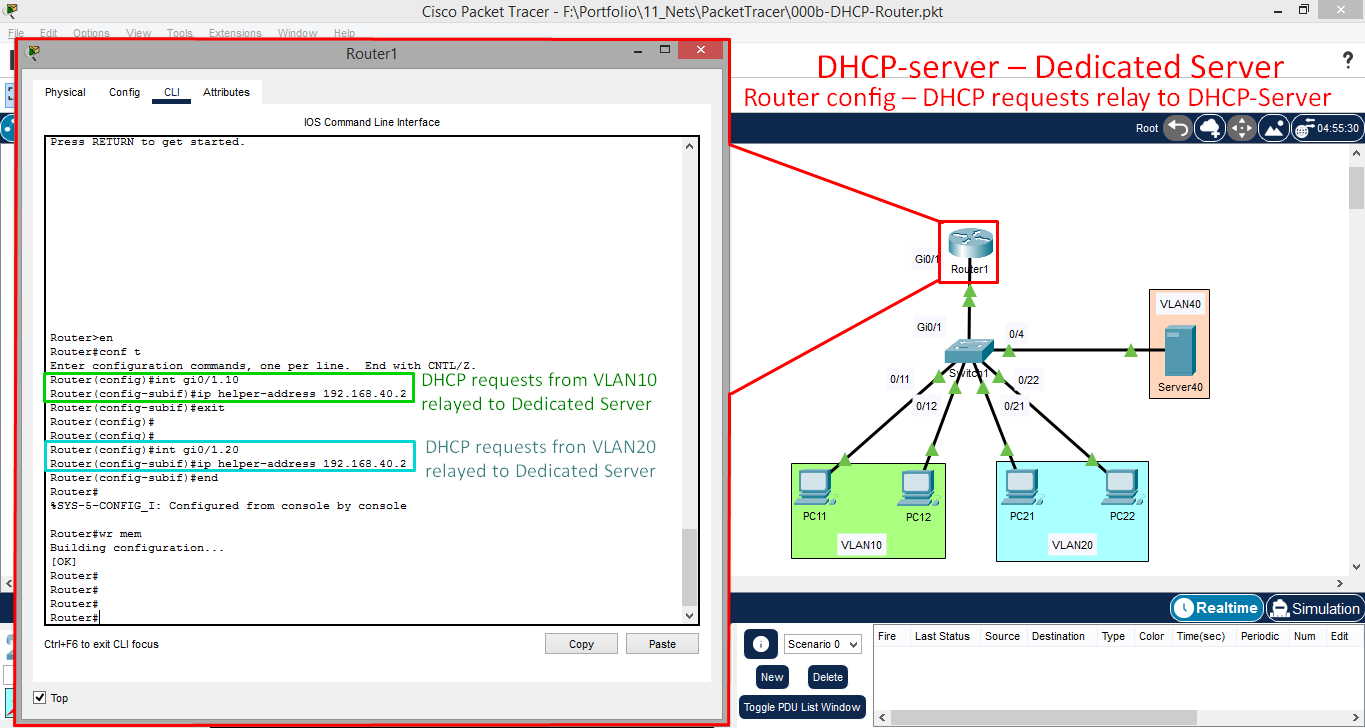 Cisco Packet Tracer - F:\Portfolio\11_Nets\PacketTracer\000b-DHCP-Router.pkt
File Edit Options View Tools Extensions Window Help
Router1
Physical Config CLI Attributes
IOS Command Line Interface
Press RETURN to get started.
Router>en
Router#conf t
Enter configuration commands, one per line.  End with CNTL/Z.
Router(config)#int gi0/1.10
Router(config-subif)#ip helper-address 192.168.40.2
Router(config-subif)#exit
Router(config)#
Router(config)#
Router(config)#int gi0/1.20
Router(config-subif)#ip helper-address 192.168.40.2
Router(config-subif)#end
Router#
%SYS-5-CONFIG_I: Configured from console by console
Router#wr mem
Building configuration...
[OK]
Router#
Router#
Router#
Router#
DHCP requests from VLAN10
relayed to Dedicated Server
DHCP requests fron VLAN20
relayed to Dedicated Server
Ctrl+F6 to exit CLI focus
Copy Paste
Top
DHCP-server – Dedicated Server
Router config – DHCP requests relay to DHCP-Server
?
Root 04:55:30
Gi0/1
Router1
VLAN40
Gi0/1
0/4
Switch1
Server40
0/11
0/22
0/12
0/21
PC11
PC12
PC21
PC22
VLAN10
VLAN20
Realtime Simulation
Scenario 0
New Delete
Toggle PDU List Window
Fire Last Status Source Destination Type Color Time(sec) Periodic Num Edit